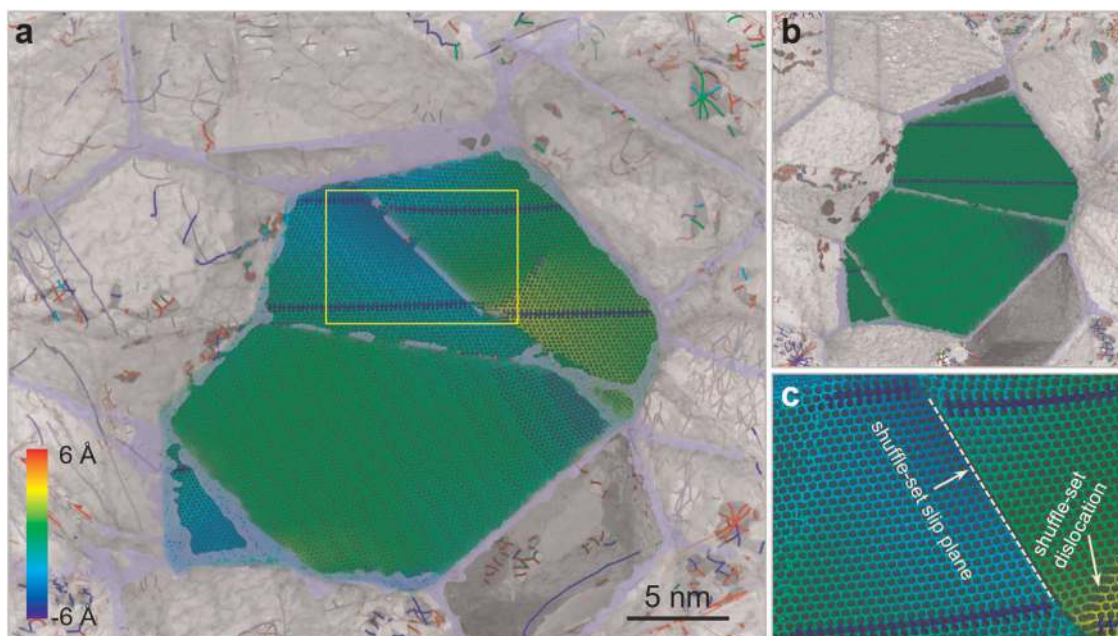 a
b
6 Å
-6 Å
5 nm
c
shuffle-set slip plane
shuffle-set
dislocation